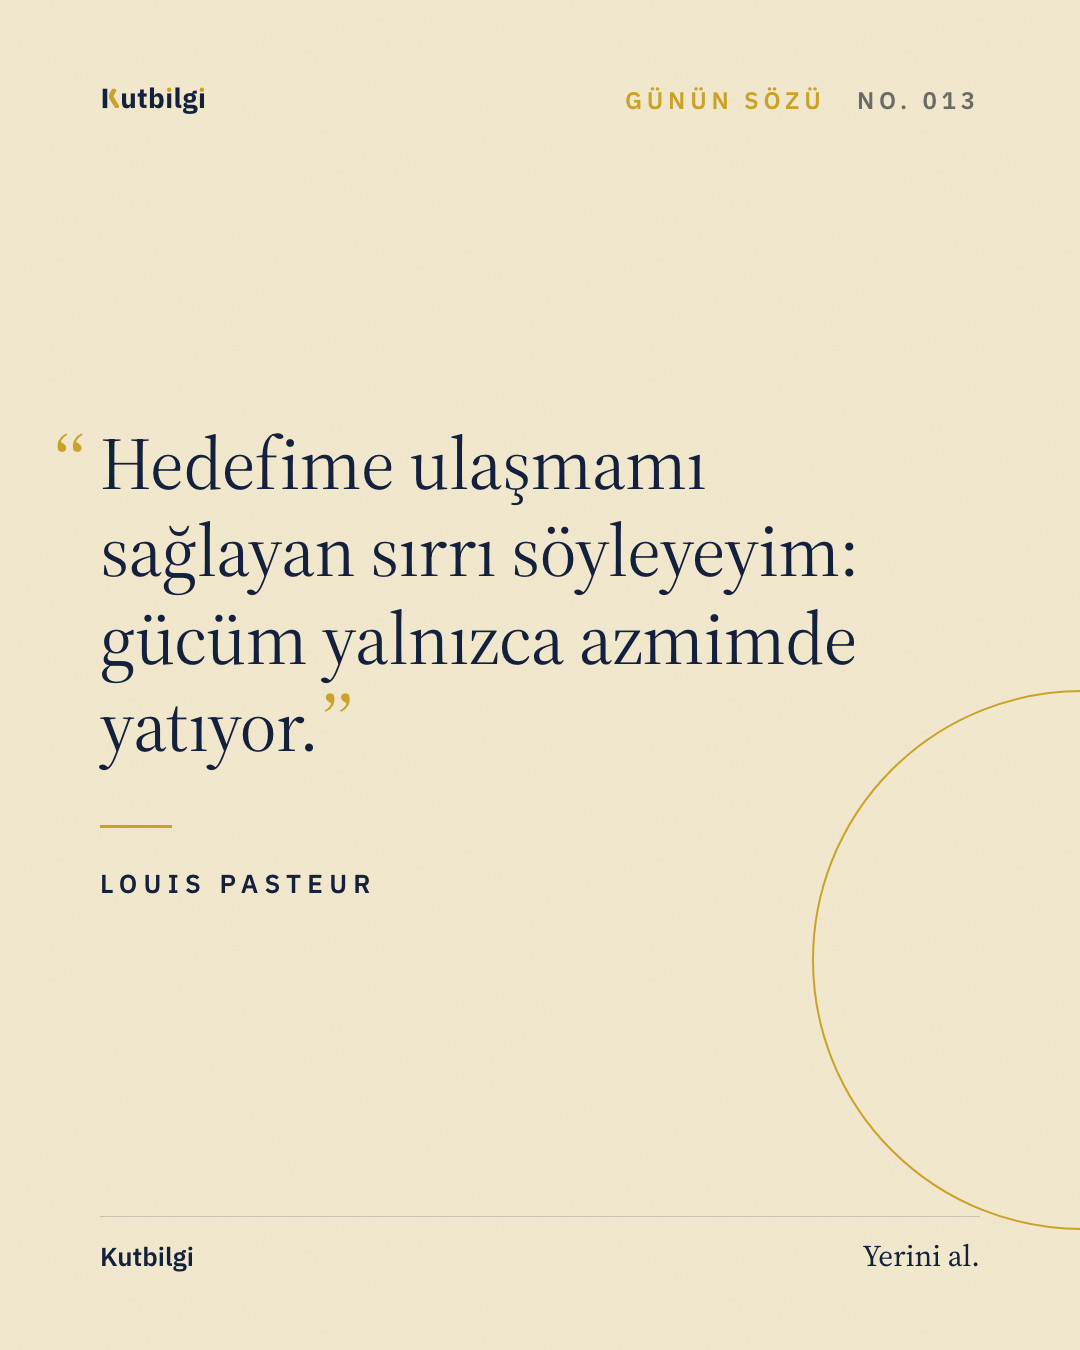 Kutbilgi
GÜNÜN SÖZÜ NO. 013
“Hedefime ulaşmamı
sağlayan sırrı söyleyeyim:
gücüm yalnızca azmimde
yatıyor.”
LOUIS PASTEUR
Kutbilgi
Yerini al.